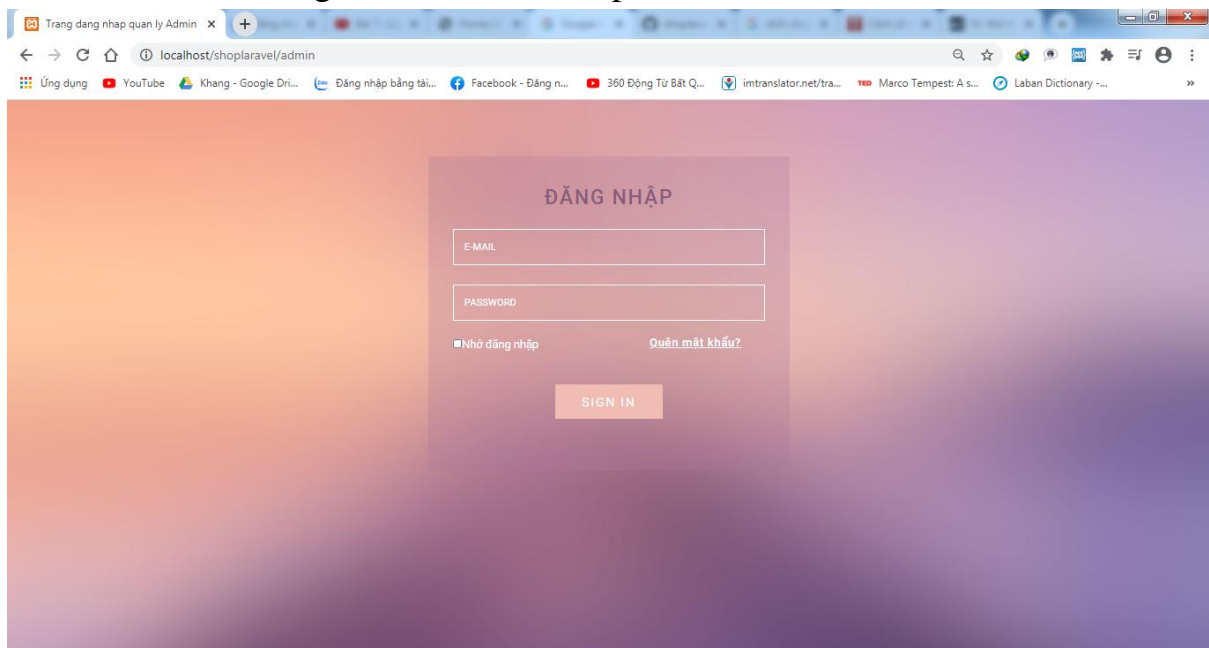 Trang dang nhap quan ly Admin
localhost/shoplaravel/admin
Ứng dụng YouTube Khang - Google Dri... Đăng nhập bằng tài... Facebook - Đăng n... 360 Động Từ Bất Q... imtranslator.net/tra... TED Marco Tempest: A s... Laban Dictionary -... »
ĐĂNG NHẬP
E-MAIL
PASSWORD
Nhớ đăng nhập Quên mật khẩu?
SIGN IN